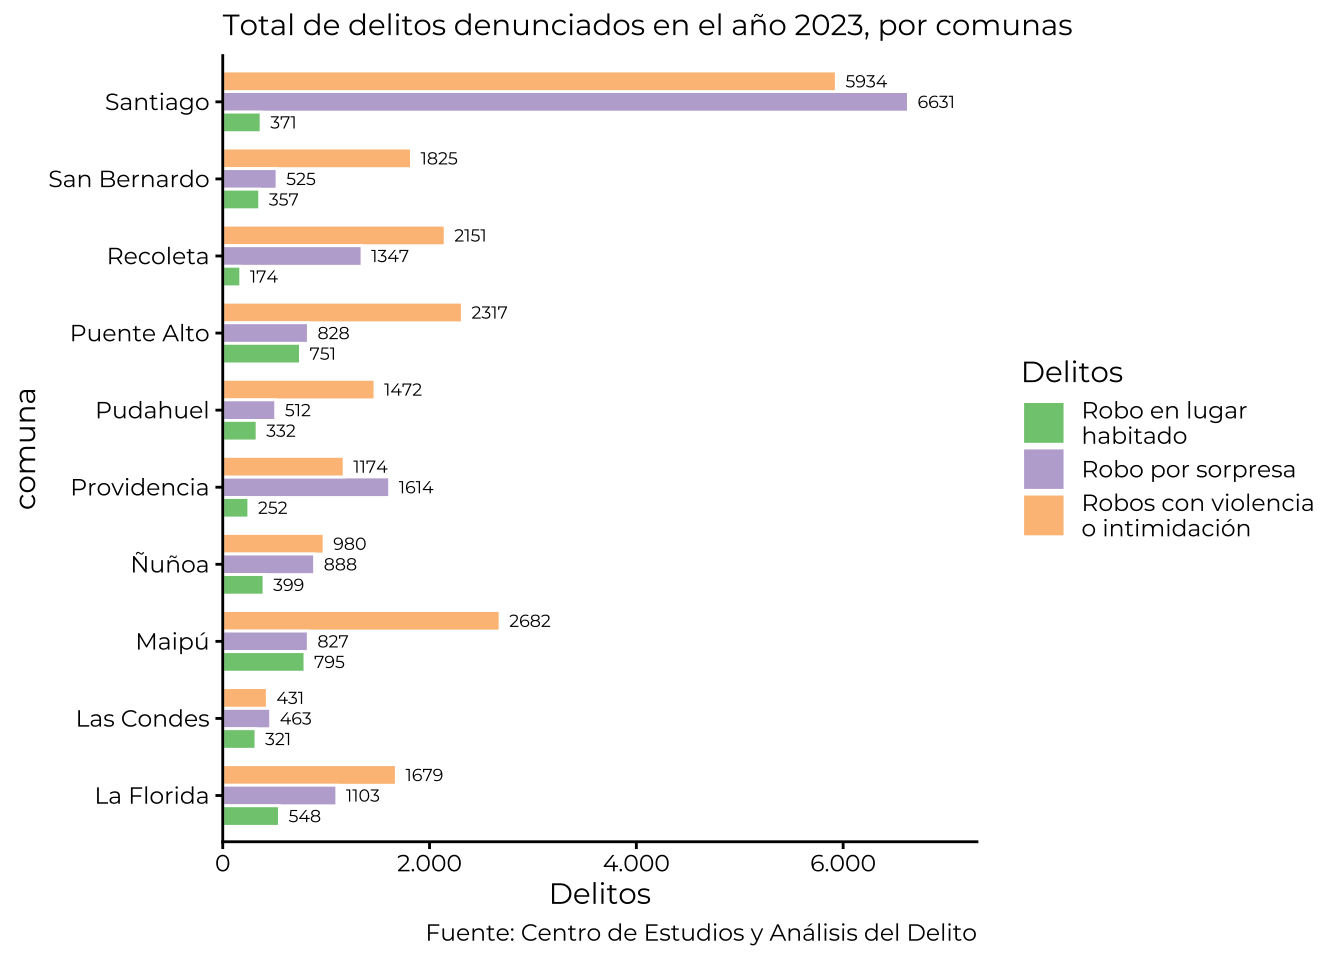 Total de delitos denunciados en el año 2023, por comunas
comuna
Santiago
5934
6631
371
San Bernardo
1825
525
357
Recoleta
2151
1347
174
Puente Alto
2317
828
751
Pudahuel
1472
512
332
Providencia
1174
1614
252
Ñuñoa
980
888
399
Maipú
2682
827
795
Las Condes
431
463
321
La Florida
1679
1103
548
0
2.000
4.000
6.000
Delitos
Delitos
Robo en lugar
habitado
Robo por sorpresa
Robos con violencia
o intimidación
Fuente: Centro de Estudios y Análisis del Delito